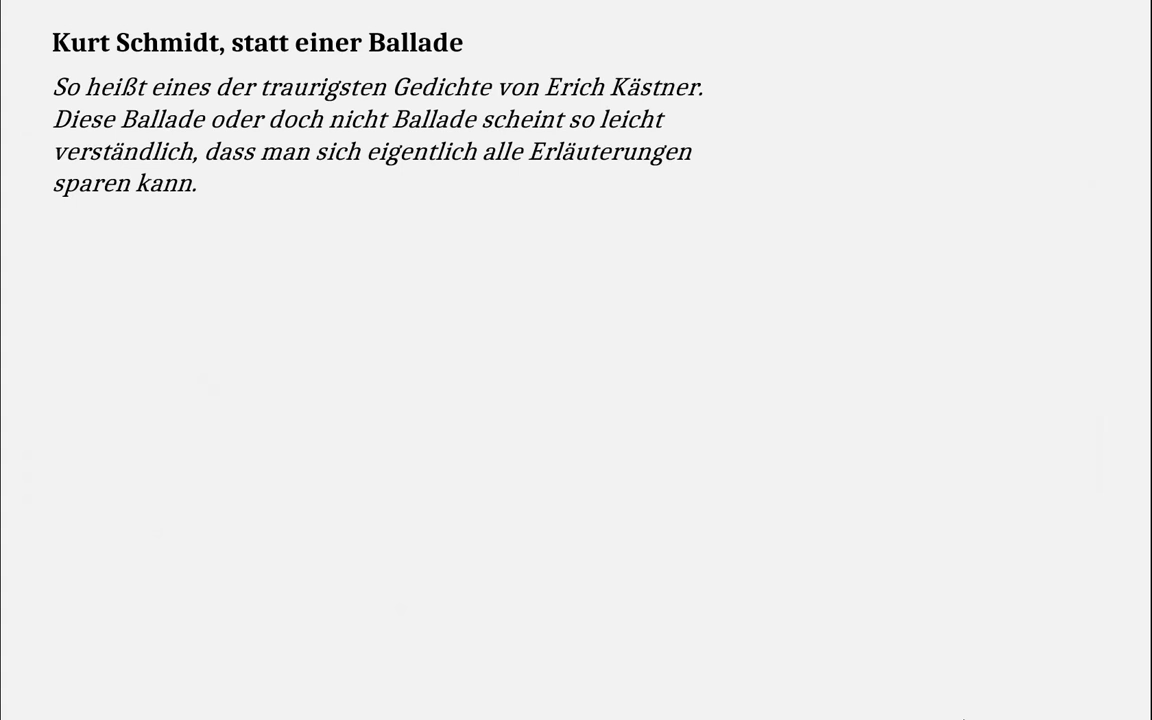 Kurt Schmidt, statt einer Ballade
So heißt eines der traurigsten Gedichte von Erich Kästner.
Diese Ballade oder doch nicht Ballade scheint so leicht
verständlich, dass man sich eigentlich alle Erläuterungen
sparen kann.